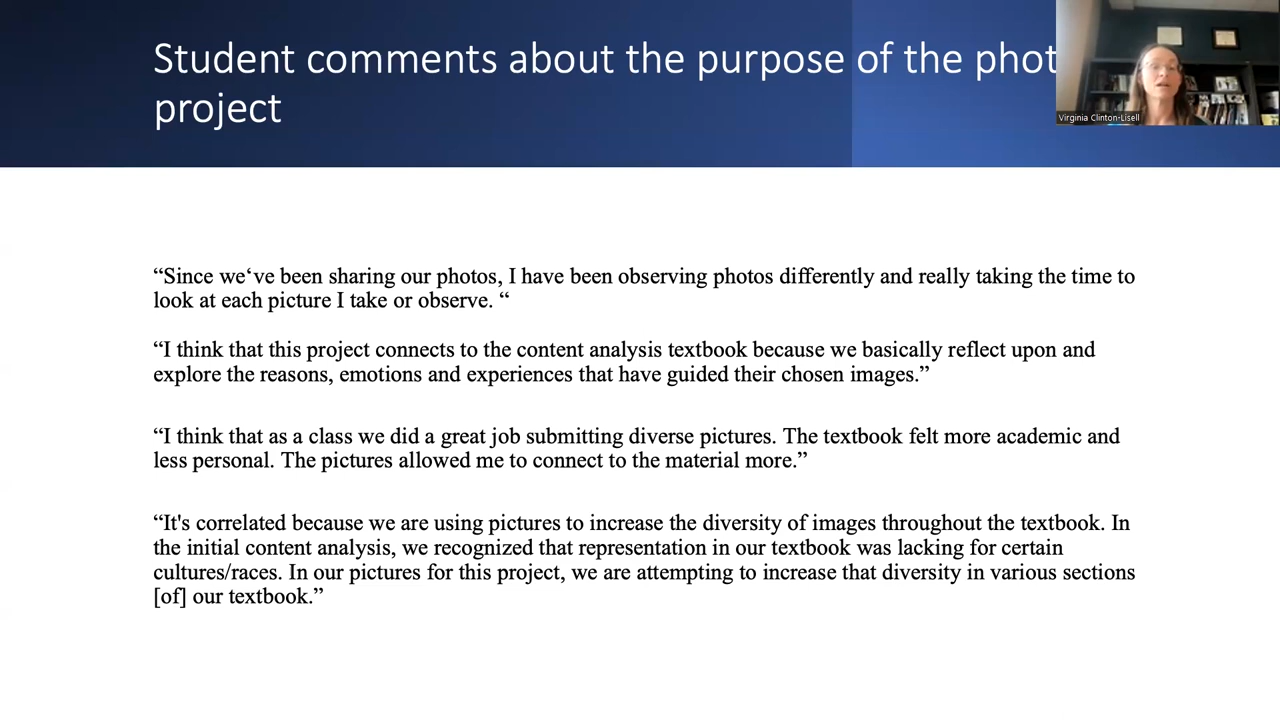 Student comments about the purpose of the phot
project
Virginia Clinton-Lisell
“Since we‘ve been sharing our photos, I have been observing photos differently and really taking the time to
look at each picture I take or observe. “
“I think that this project connects to the content analysis textbook because we basically reflect upon and
explore the reasons, emotions and experiences that have guided their chosen images.”
“I think that as a class we did a great job submitting diverse pictures. The textbook felt more academic and
less personal. The pictures allowed me to connect to the material more.”
“It's correlated because we are using pictures to increase the diversity of images throughout the textbook. In
the initial content analysis, we recognized that representation in our textbook was lacking for certain
cultures/races. In our pictures for this project, we are attempting to increase that diversity in various sections
[of] our textbook.”